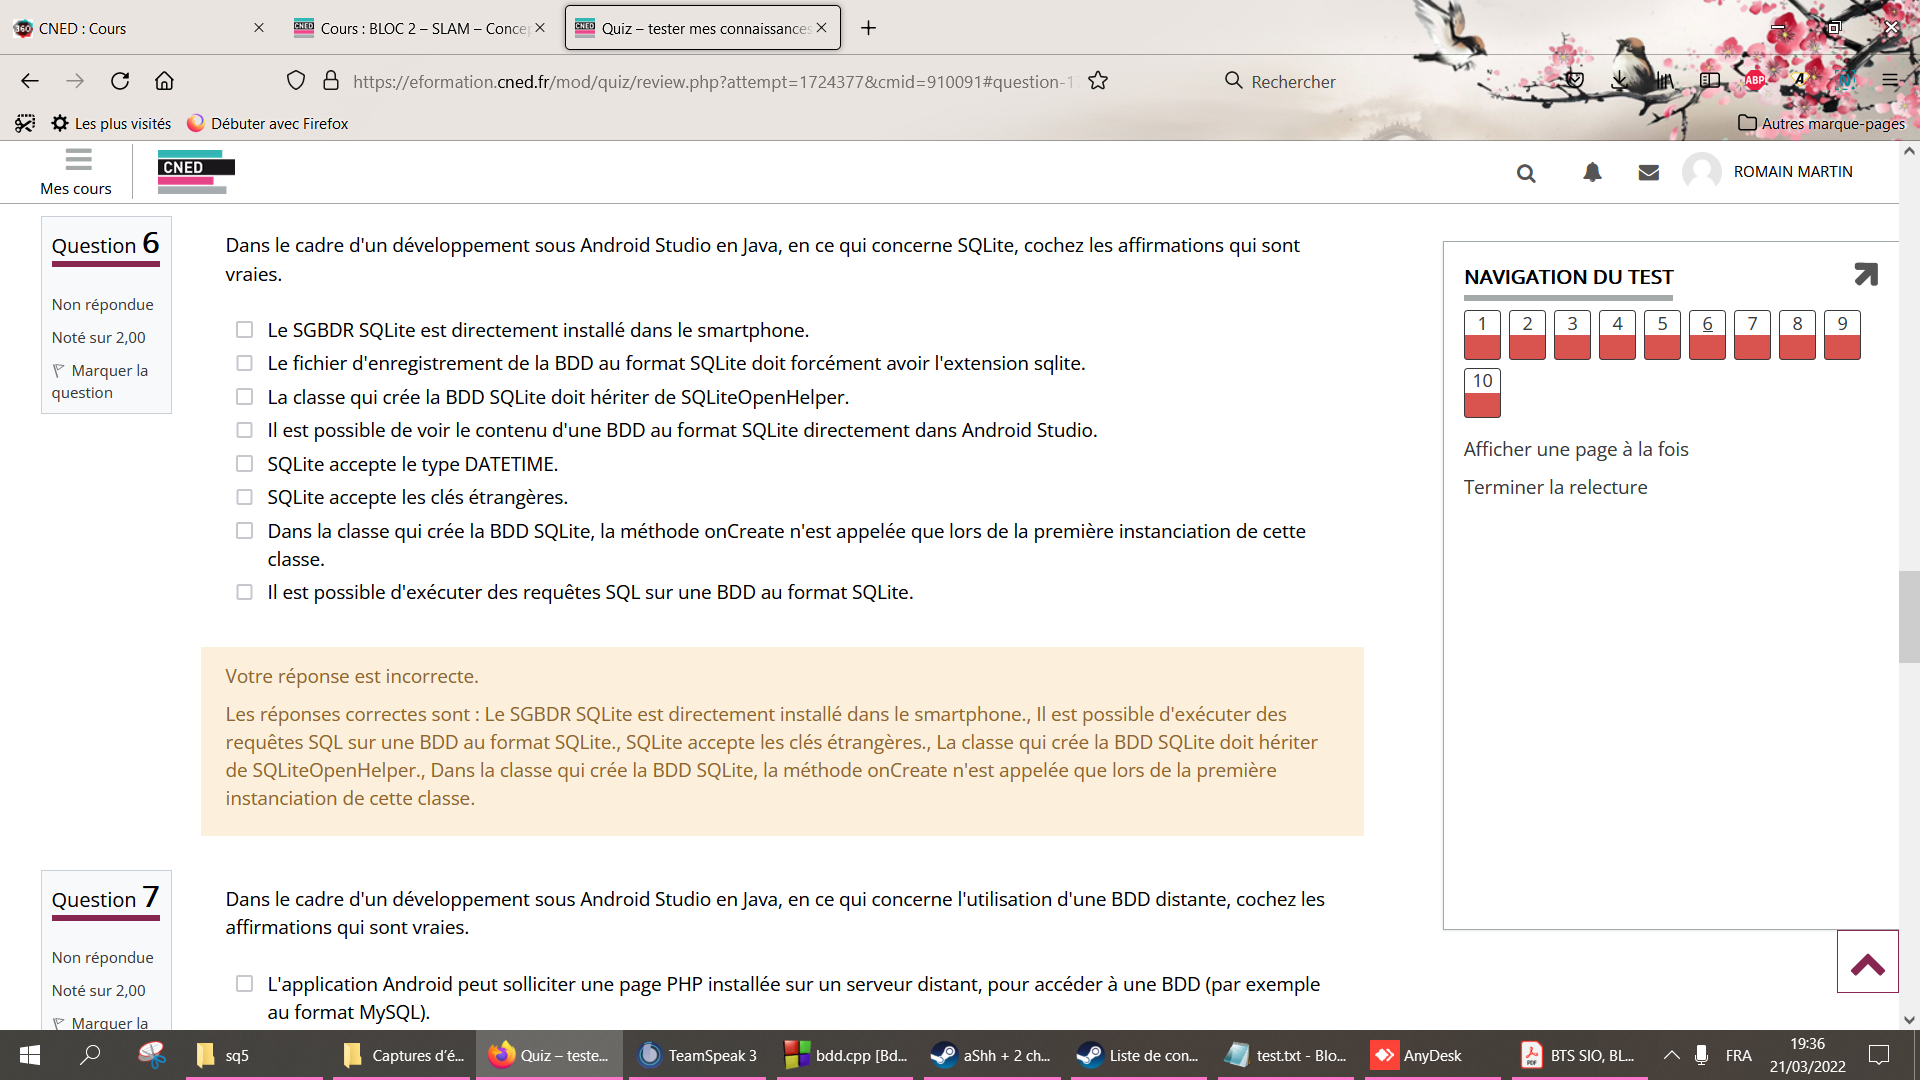 CNED : Cours
Cours : BLOC 2 – SLAM – Conce
Quiz – tester mes connaissances
https://eformation.cned.fr/mod/quiz/review.php?attempt=1724377&cmid=910091#question-1
Rechercher
ABP
Les plus visités
Débuter avec Firefox
Autres marque-pages
Mes cours
CNED
ROMAIN MARTIN
Question 6
Non répondue
Noté sur 2,00
Marquer la
question
Dans le cadre d'un développement sous Android Studio en Java, en ce qui concerne SQLite, cochez les affirmations qui sont
vraies.
Le SGBDR SQLite est directement installé dans le smartphone.
Le fichier d'enregistrement de la BDD au format SQLite doit forcément avoir l'extension sqlite.
La classe qui crée la BDD SQLite doit hériter de SQLiteOpenHelper.
Il est possible de voir le contenu d'une BDD au format SQLite directement dans Android Studio.
SQLite accepte le type DATETIME.
SQLite accepte les clés étrangères.
Dans la classe qui crée la BDD SQLite, la méthode onCreate n'est appelée que lors de la première instanciation de cette
classe.
Il est possible d'exécuter des requêtes SQL sur une BDD au format SQLite.
Votre réponse est incorrecte.
Les réponses correctes sont : Le SGBDR SQLite est directement installé dans le smartphone., Il est possible d'exécuter des
requêtes SQL sur une BDD au format SQLite., SQLite accepte les clés étrangères., La classe qui crée la BDD SQLite doit hériter
de SQLiteOpenHelper., Dans la classe qui crée la BDD SQLite, la méthode onCreate n'est appelée que lors de la première
instanciation de cette classe.
NAVIGATION DU TEST
1 2 3 4 5 6 7 8 9
10
Afficher une page à la fois
Terminer la relecture
Question 7
Non répondue
Noté sur 2,00
Marquer la
Dans le cadre d'un développement sous Android Studio en Java, en ce qui concerne l'utilisation d'une BDD distante, cochez les
affirmations qui sont vraies.
L'application Android peut solliciter une page PHP installée sur un serveur distant, pour accéder à une BDD (par exemple
au format MySQL).
sq5
Captures d'é...
Quiz – teste...
TeamSpeak 3
bdd.cpp [Bd...
aShh + 2 ch...
Liste de con...
test.txt - Blo...
AnyDesk
BTS SIO, BL...
FRA
19:36
21/03/2022